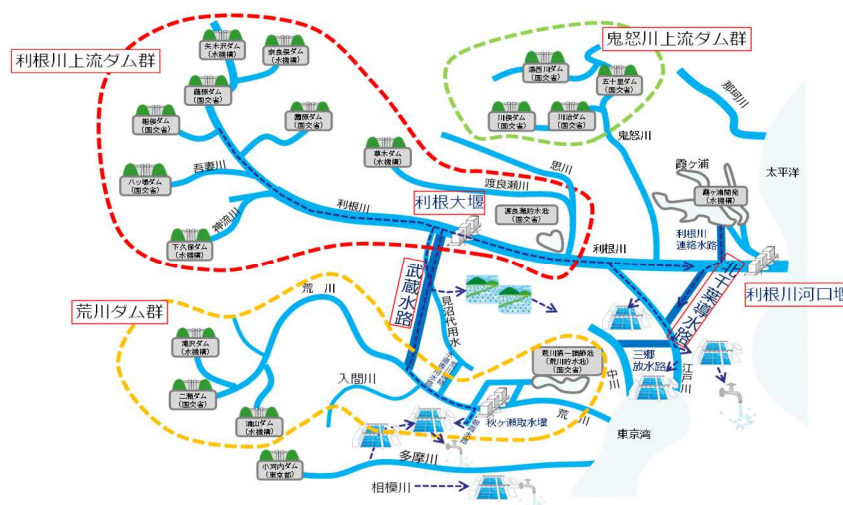 利根川上流ダム群
鬼怒川上流ダム群
矢木沢ダム
(水機構)
奈良俣ダム
(水機構)
藤原ダム
(国交省)
相俣ダム
(国交省)
薗原ダム
(国交省)
湯西川ダム
(国交省)
五十里ダム
(国交省)
川俣ダム
(国交省)
川治ダム
(国交省)
鬼怒川
那珂川
太平洋
霞ヶ浦
霞ヶ浦開発
(水機構)
吾妻川
八ッ場ダム
(国交省)
神流川
下久保ダム
(水機構)
草木ダム
(水機構)
思川
渡良瀬川
渡良瀬貯水池
(国交省)
利根川
利根大堰
利根川
利根川
連絡水路
利根川河口堰
北千葉導水路
武蔵水路
見沼代用水
荒川ダム群
荒川
滝沢ダム
(水機構)
二瀬ダム
(国交省)
浦山ダム
(水機構)
入間川
荒川第一調節池
(荒川貯水池)
(国交省)
中川
三郷
放水路
江戸川
秋ヶ瀬取水堰
荒川
東京湾
小河内ダム
(東京都)
多摩川
相模川